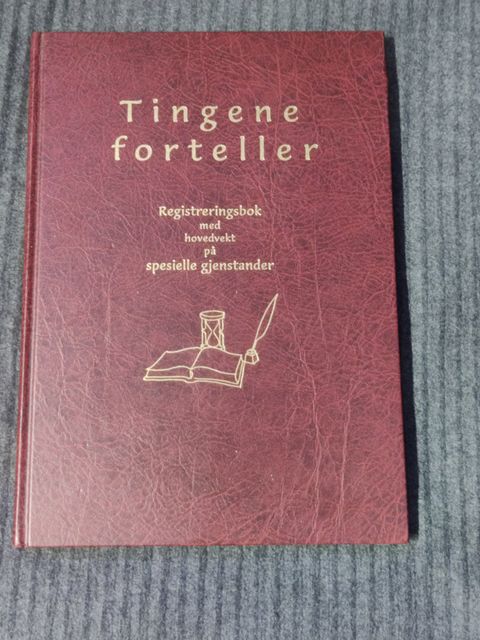 Tingene
forteller
Registreringsbok
med
hovedvekt
på
spesielle gjenstander